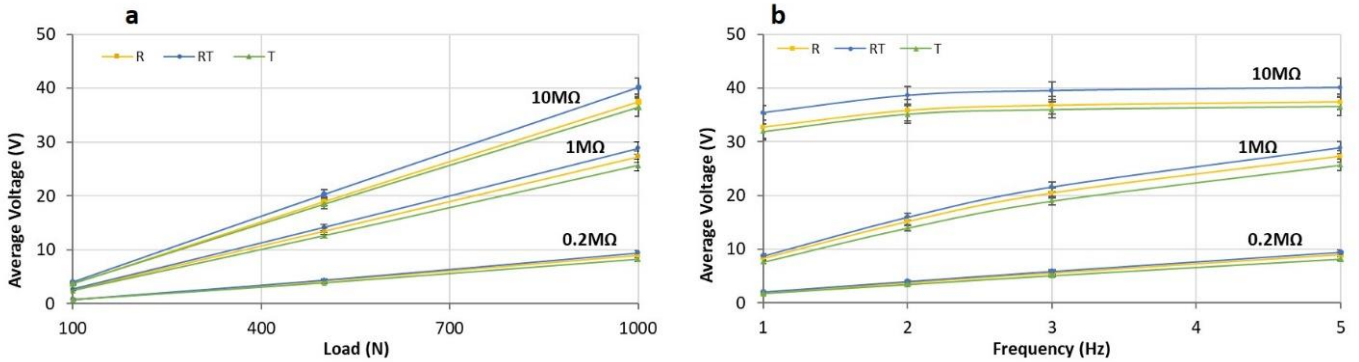 a
50
40
30
20
10
0
Average Voltage (V)
R RT T
10MΩ
1MΩ
0.2MΩ
100 400 700 1000
Load (N)
b
50
40
30
20
10
0
Average Voltage (V)
R RT T
10MΩ
1MΩ
0.2MΩ
1 2 3 4 5
Frequency (Hz)